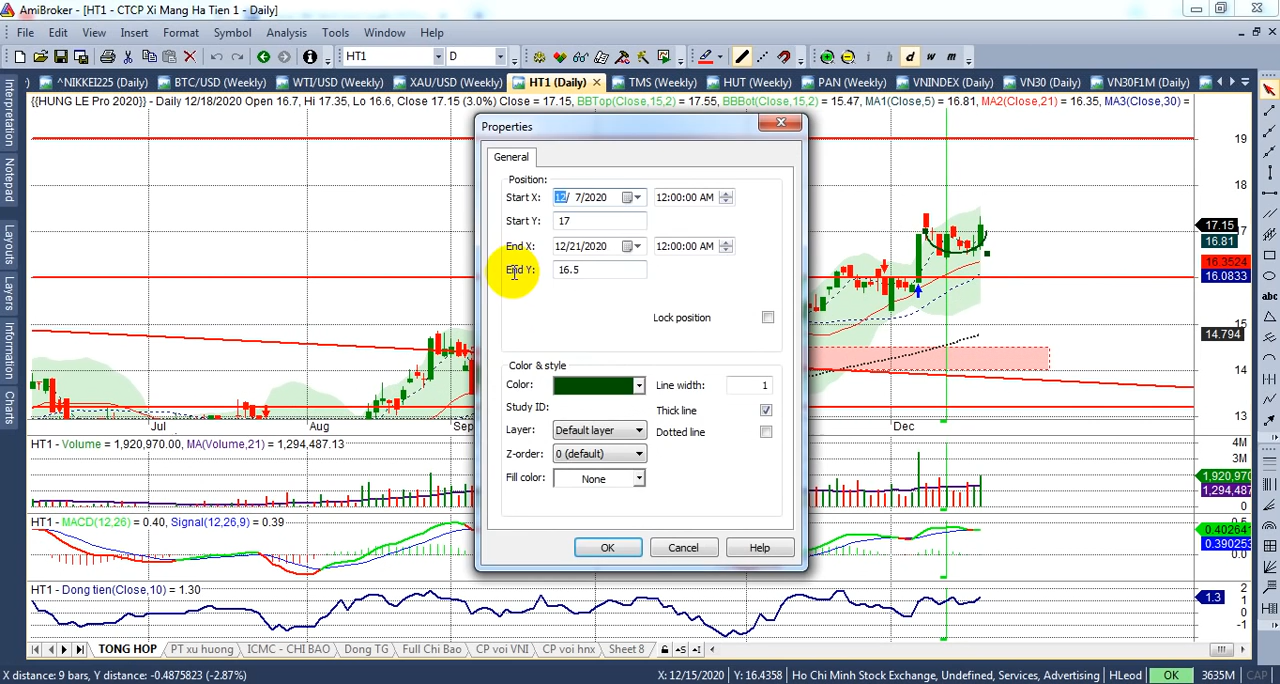 AmiBroker - [HT1 - CTCP Xi Mang Ha Tien 1 - Daily]
File Edit View Insert Format Symbol Analysis Tools Window Help
HT1 D i h d w m
^NIKKEI225 (Daily) BTC/USD (Weekly) WTI/USD (Weekly) XAU/USD (Weekly) HT1 (Daily) TMS (Weekly) HUT (Weekly) PAN (Weekly) VNINDEX (Daily) VN30 (Daily) VN30F1M (Daily)
{{HUNG LE Pro 2020}} - Daily 12/18/2020 Open 16.7, Hi 17.35, Lo 16.6, Close 17.15 (3.0%) Close = 17.15, BBTop(Close,15,2) = 17.55, BBBot(Close,15,2) = 15.47, MA1(Close,5) = 16.81, MA2(Close,21) = 16.35, MA3(Close,30) =
Interpretation
Notepad
Layouts
Layers
Information
Charts
Properties
General
Position:
Start X: 12/ 7/2020 12:00:00 AM
Start Y: 17
End X: 12/21/2020 12:00:00 AM
End Y: 16.5
Lock position
Color & style
Color: Line width: 1
Study ID: Thick line
Layer: Default layer Dotted line
Z-order: 0 (default)
Fill color: None
OK Cancel Help
19
18
17.15
17
16.81
16.3524
16.0833
15
14.794
14
13
Jul Aug Sep Dec
abc
HT1 - Volume = 1,920,970.00, MA(Volume,21) = 1,294,487.13
4M
3M
1,920,970
1,294,487
0
HT1 - MACD(12,26) = 0.40, Signal(12,26,9) = 0.39
0.402641
0.390253
0.0
HT1 - Dong tien(Close,10) = 1.30
2
1.3
1
0
-1
TONG HOP PT xu huong ICMC - CHI BAO Dong TG Full Chi Bao CP voi VNI CP voi hnx Sheet 8
X distance: 9 bars, Y distance: -0.4875823 (-2.87%) X: 12/15/2020 Y: 16.4358 Ho Chi Minh Stock Exchange, Undefined, Services, Advertising HLeod OK 3635M CAP